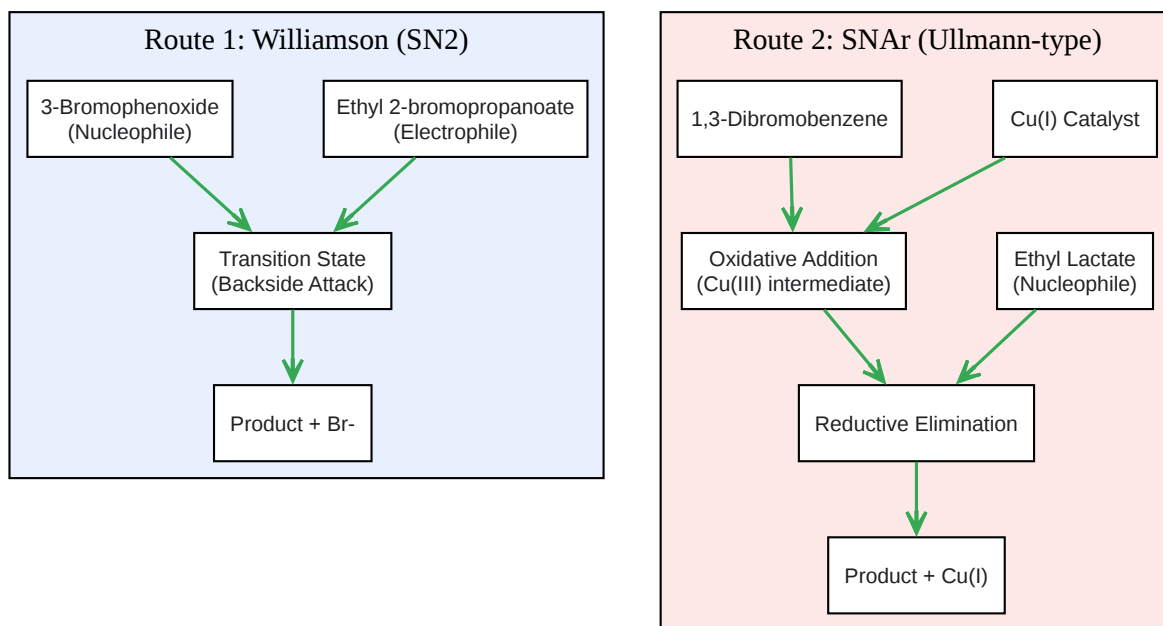 Route 1: Williamson (SN2)
3-Bromophenoxide
(Nucleophile)
Ethyl 2-bromopropanoate
(Electrophile)
Transition State
(Backside Attack)
Product + Br-
Route 2: SNAr (Ullmann-type)
1,3-Dibromobenzene
Cu(I) Catalyst
Oxidative Addition
(Cu(III) intermediate)
Ethyl Lactate
(Nucleophile)
Reductive Elimination
Product + Cu(I)